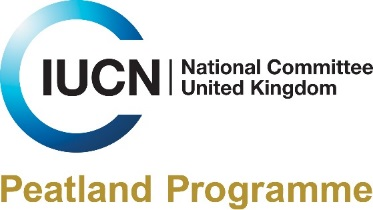 IUCN
National Committee
United Kingdom
Peatland Programme